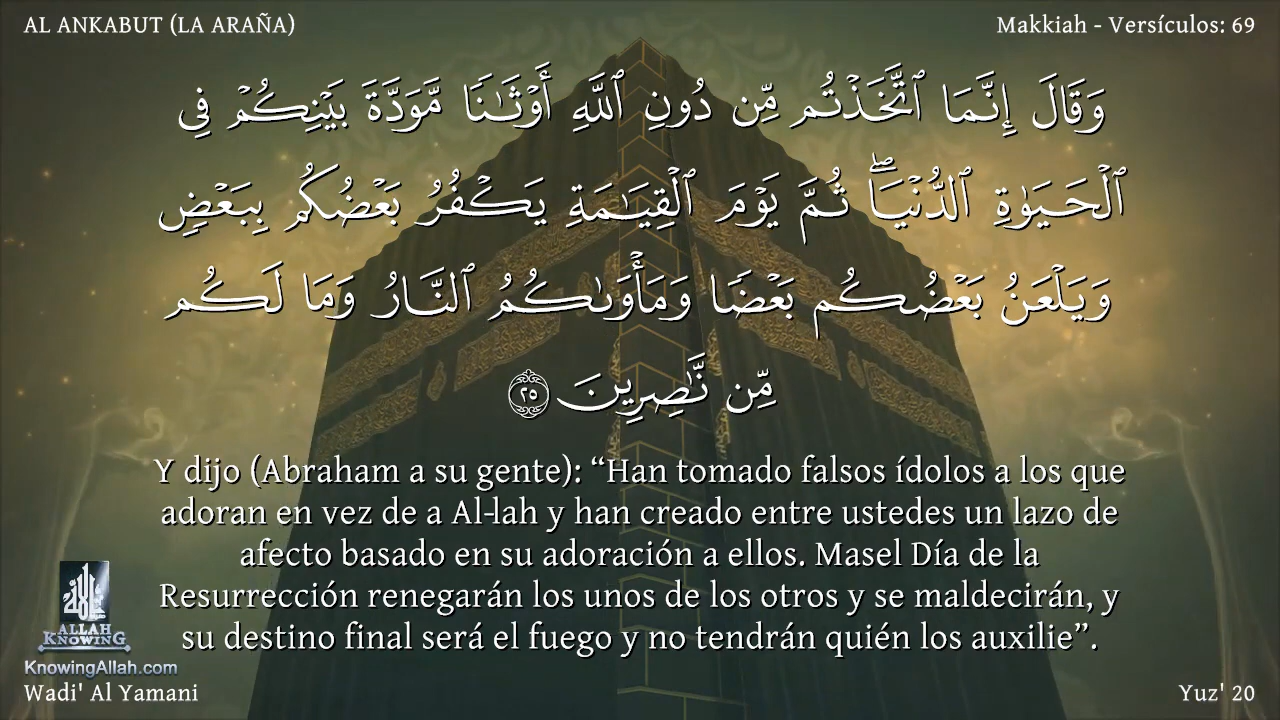 AL ANKABUT (LA ARAÑA)
Makkiah - Versículos: 69
وَقَالَ إِنَّمَا ٱتَّخَذۡتُم مِّن دُونِ ٱللَّهِ أَوۡثَٰنٗا مَّوَدَّةَ بَيۡنِكُمۡ فِي
ٱلۡحَيَوٰةِ ٱلدُّنۡيَاۖ ثُمَّ يَوۡمَ ٱلۡقِيَٰمَةِ يَكۡفُرُ بَعۡضُكُم بِبَعۡضٖ
وَيَلۡعَنُ بَعۡضُكُم بَعۡضٗا وَمَأۡوَىٰكُمُ ٱلنَّارُ وَمَا لَكُم
مِّن نَّٰصِرِينَ ٢٥
Y dijo (Abraham a su gente): “Han tomado falsos ídolos a los que
adoran en vez de a Al-lah y han creado entre ustedes un lazo de
afecto basado en su adoración a ellos. Masel Día de la
Resurrección renegarán los unos de los otros y se maldecirán, y
su destino final será el fuego y no tendrán quién los auxilie”.
ALLAH
KNOWING
KnowingAllah.com
Wadi' Al Yamani
Yuz' 20